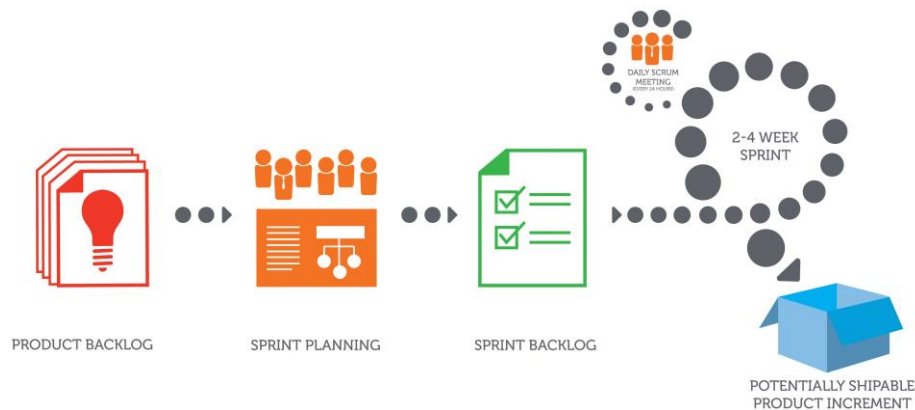 DAILY SCRUM
MEETING
(EVERY 24 HOURS)
2-4 WEEK
SPRINT
PRODUCT BACKLOG
SPRINT PLANNING
SPRINT BACKLOG
POTENTIALLY SHIPABLE
PRODUCT INCREMENT